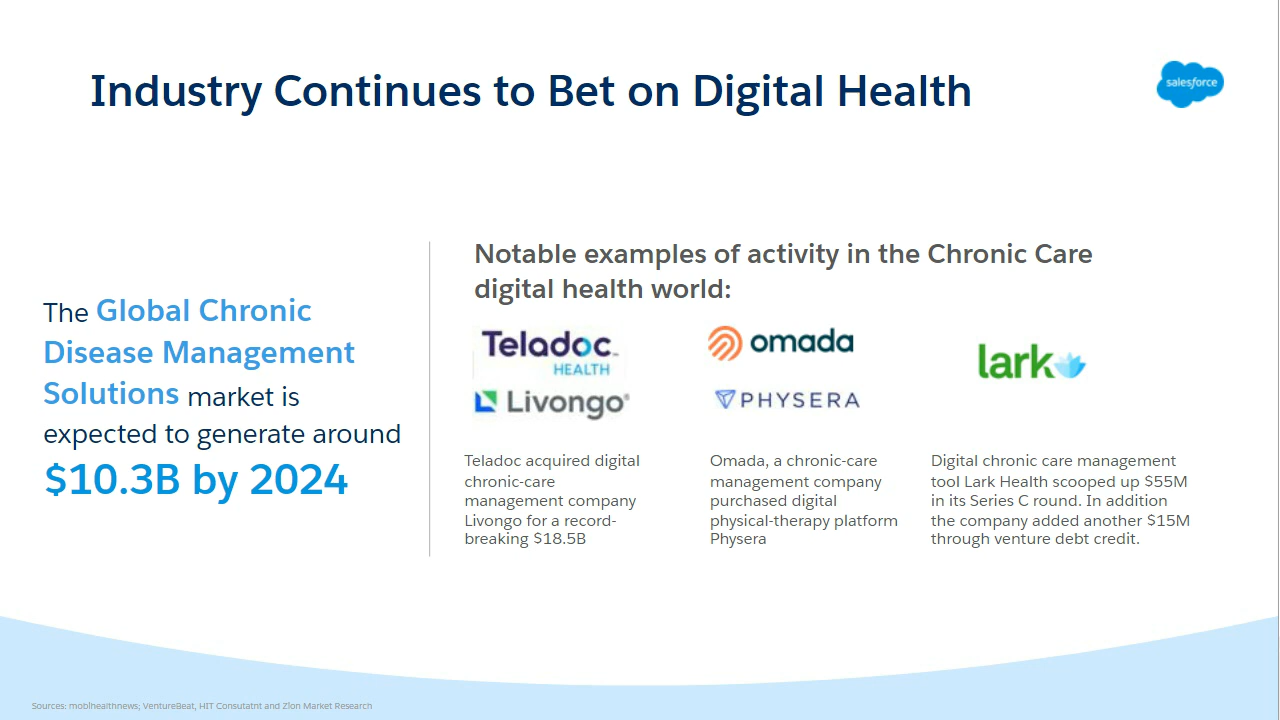 Industry Continues to Bet on Digital Health
salesforce
The Global Chronic
Disease Management
Solutions market is
expected to generate around
$10.3B by 2024
Notable examples of activity in the Chronic Care
digital health world:
Teladoc
HEALTH
Livongo®
Teladoc acquired digital
chronic-care
management company
Livongo for a record-
breaking $18.5B
omada
PHYSERA
Omada, a chronic-care
management company
purchased digital
physical-therapy platform
Physera
lark
Digital chronic care management
tool Lark Health scooped up $55M
in its Series C round. In addition
the company added another $15M
through venture debt credit.
Sources: mobihealthnews; VentureBeat, HIT Consutatnt and Zion Market Research